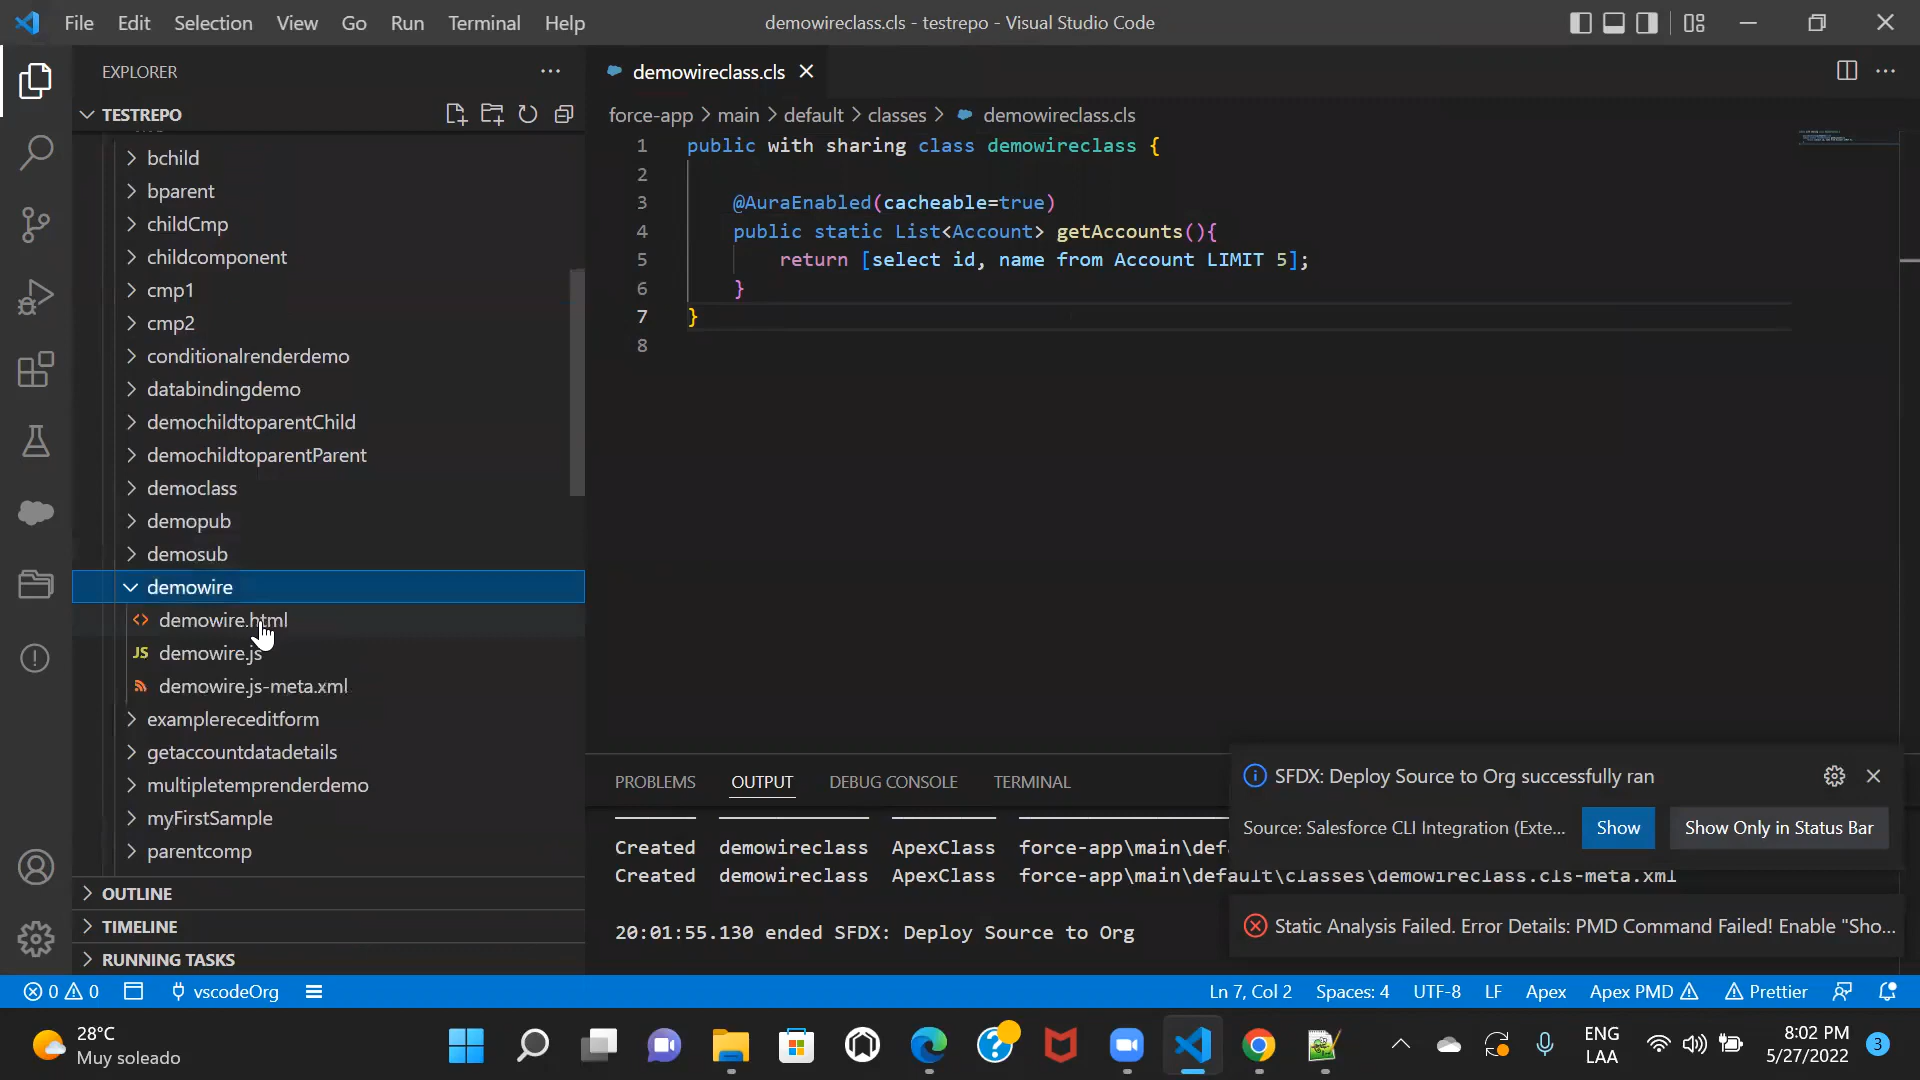 File Edit Selection View Go Run Terminal Help
demowireclass.cls - testrepo - Visual Studio Code
EXPLORER
TESTREPO
bchild
bparent
childCmp
childcomponent
cmp1
cmp2
conditionalrenderdemo
databindingdemo
demochildtoparentChild
demochildtoparentParent
democlass
demopub
demosub
demowire
demowire.html
JS demowire.js
demowire.js-meta.xml
examplereceditform
getaccountdatadetails
multipletemprenderdemo
myFirstSample
parentcomp
OUTLINE
TIMELINE
RUNNING TASKS
demowireclass.cls
force-app > main > default > classes > demowireclass.cls
1 public with sharing class demowireclass {
2
3 @AuraEnabled(cacheable=true)
4 public static List<Account> getAccounts(){
5 return [select id, name from Account LIMIT 5];
6 }
7 }
8
PROBLEMS OUTPUT DEBUG CONSOLE TERMINAL
Created demowireclass ApexClass force-app\main\def
Created demowireclass ApexClass force-app\main\default\classes\demowireclass.cls-meta.xml
20:01:55.130 ended SFDX: Deploy Source to Org
SFDX: Deploy Source to Org successfully ran
Source: Salesforce CLI Integration (Exte... Show Show Only in Status Bar
Static Analysis Failed. Error Details: PMD Command Failed! Enable "Sho...
0 0 vscodeOrg Ln 7, Col 2 Spaces: 4 UTF-8 LF Apex Apex PMD Prettier
28°C
Muy soleado
ENG
LAA
8:02 PM
5/27/2022
3